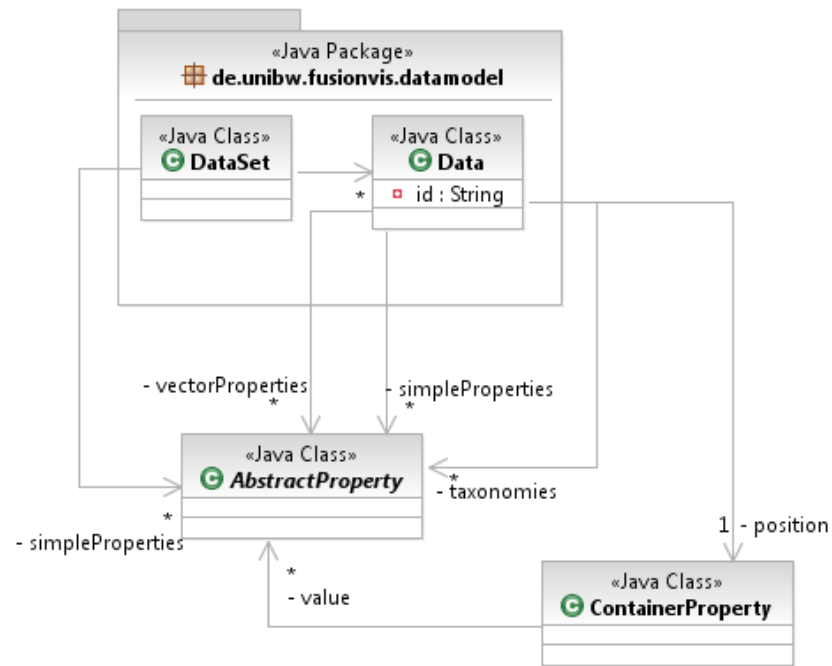 «Java Package»
de.unibw.fusionvis.datamodel
«Java Class»
DataSet
«Java Class»
Data
id : String
*
- vectorProperties
*
- simpleProperties
*
«Java Class»
AbstractProperty
*
- taxonomies
*
- simpleProperties
1 - position
*
- value
«Java Class»
ContainerProperty